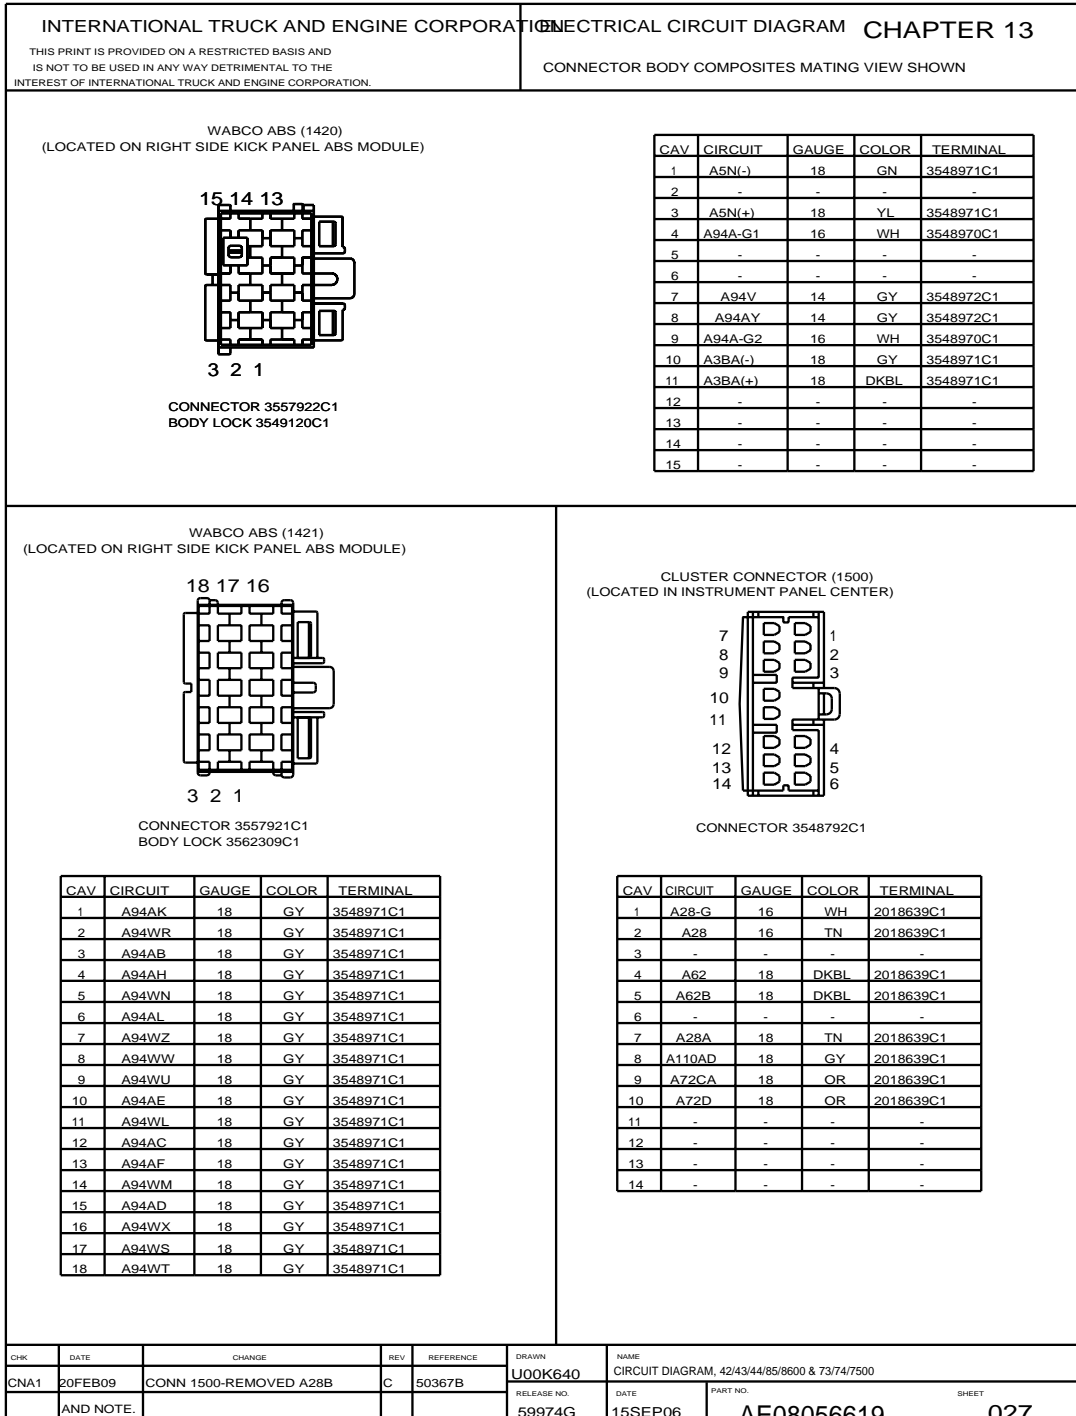 INTERNATIONAL TRUCK AND ENGINE CORPORATION
ELECTRICAL CIRCUIT DIAGRAM CHAPTER 13
THIS PRINT IS PROVIDED ON A RESTRICTED BASIS AND
IS NOT TO BE USED IN ANY WAY DETRIMENTAL TO THE
INTEREST OF INTERNATIONAL TRUCK AND ENGINE CORPORATION.
CONNECTOR BODY COMPOSITES MATING VIEW SHOWN
WABCO ABS (1420)
(LOCATED ON RIGHT SIDE KICK PANEL ABS MODULE)
15 14 13
3 2 1
CONNECTOR 3557922C1
BODY LOCK 3549120C1
CAV CIRCUIT GAUGE COLOR TERMINAL
1 A5N(-) 18 GN 3548971C1
2 - - - -
3 A5N(+) 18 YL 3548971C1
4 A94A-G1 16 WH 3548970C1
5 - - - -
6 - - - -
7 A94V 14 GY 3548972C1
8 A94AY 14 GY 3548972C1
9 A94A-G2 16 WH 3548970C1
10 A3BA(-) 18 GY 3548971C1
11 A3BA(+) 18 DKBL 3548971C1
12 - - - -
13 - - - -
14 - - - -
15 - - - -
WABCO ABS (1421)
(LOCATED ON RIGHT SIDE KICK PANEL ABS MODULE)
18 17 16
3 2 1
CONNECTOR 3557921C1
BODY LOCK 3562309C1
CAV CIRCUIT GAUGE COLOR TERMINAL
1 A94AK 18 GY 3548971C1
2 A94WR 18 GY 3548971C1
3 A94AB 18 GY 3548971C1
4 A94AH 18 GY 3548971C1
5 A94WN 18 GY 3548971C1
6 A94AL 18 GY 3548971C1
7 A94WZ 18 GY 3548971C1
8 A94WW 18 GY 3548971C1
9 A94WU 18 GY 3548971C1
10 A94AE 18 GY 3548971C1
11 A94WL 18 GY 3548971C1
12 A94AC 18 GY 3548971C1
13 A94AF 18 GY 3548971C1
14 A94WM 18 GY 3548971C1
15 A94AD 18 GY 3548971C1
16 A94WX 18 GY 3548971C1
17 A94WS 18 GY 3548971C1
18 A94WT 18 GY 3548971C1
CLUSTER CONNECTOR (1500)
(LOCATED IN INSTRUMENT PANEL CENTER)
7 1
8 2
9 3
10
11
12 4
13 5
14 6
CONNECTOR 3548792C1
CAV CIRCUIT GAUGE COLOR TERMINAL
1 A28-G 16 WH 2018639C1
2 A28 16 TN 2018639C1
3 - - - -
4 A62 18 DKBL 2018639C1
5 A62B 18 DKBL 2018639C1
6 - - - -
7 A28A 18 TN 2018639C1
8 A110AD 18 GY 2018639C1
9 A72CA 18 OR 2018639C1
10 A72D 18 OR 2018639C1
11 - - - -
12 - - - -
13 - - - -
14 - - - -
CHK DATE CHANGE REV REFERENCE
CNA1 20FEB09 CONN 1500-REMOVED A28B C 50367B
AND NOTE.
DRAWN
U00K640
NAME
CIRCUIT DIAGRAM, 42/43/44/85/8600 & 73/74/7500
RELEASE NO. DATE PART NO. SHEET
59974G 15SEP06 AE08056619 027